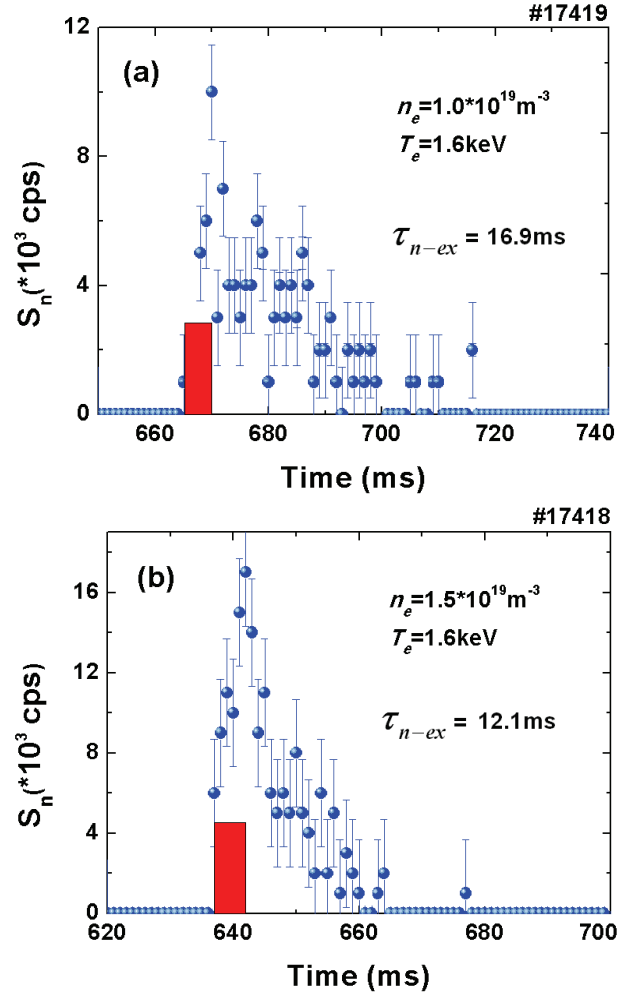 #17419
12
(a)
n_e=1.0*10^19m^-3
T_e=1.6keV
8
τ_n-ex = 16.9ms
S_n(*10^3 cps)
4
0
660 680 700 720 740
Time (ms)
#17418
16
(b)
n_e=1.5*10^19m^-3
T_e=1.6keV
12
τ_n-ex = 12.1ms
S_n(*10^3 cps)
8
4
0
620 640 660 680 700
Time (ms)